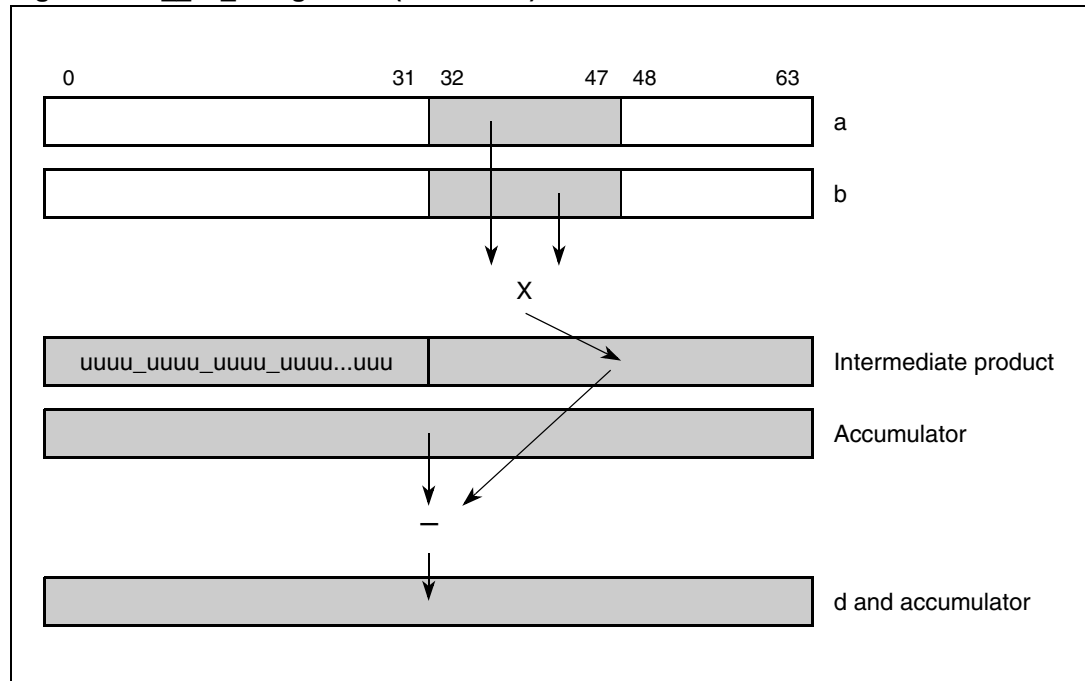 0 31 32 47 48 63
a
b
X
uuuu_uuuu_uuuu_uuuu...uuu Intermediate product
Accumulator
–
d and accumulator